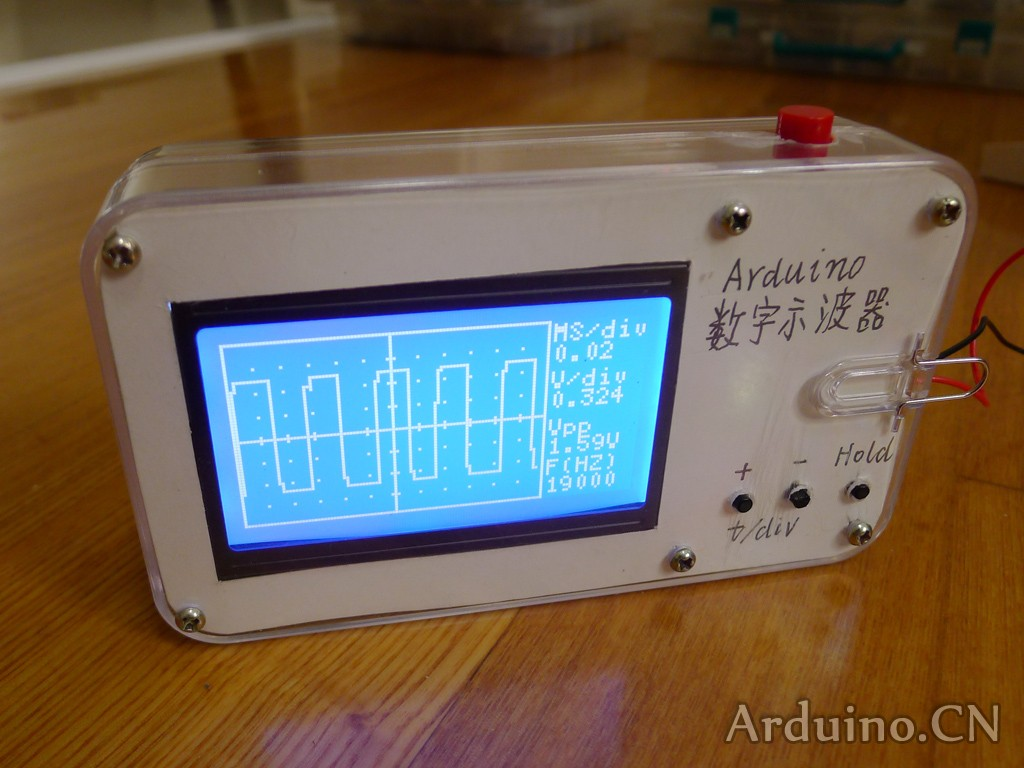 Arduino
数字示波器
MS/div
0.02
V/div
0.324
Vpp
1.59V
F(HZ)
19000
+
-
Hold
t/div
Arduino.CN